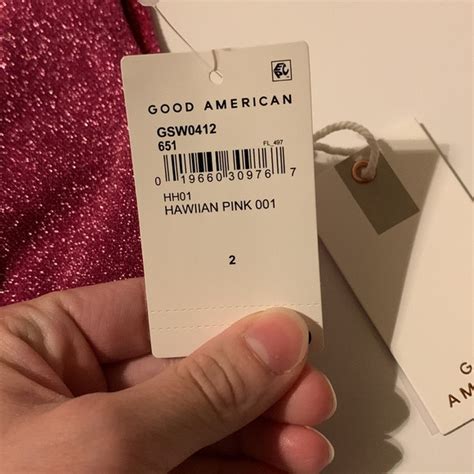 GOOD AMERICAN
GSW0412
651
FL_497
0 19660 30976 7
HH01
HAWIIAN PINK 001
2
G
AM